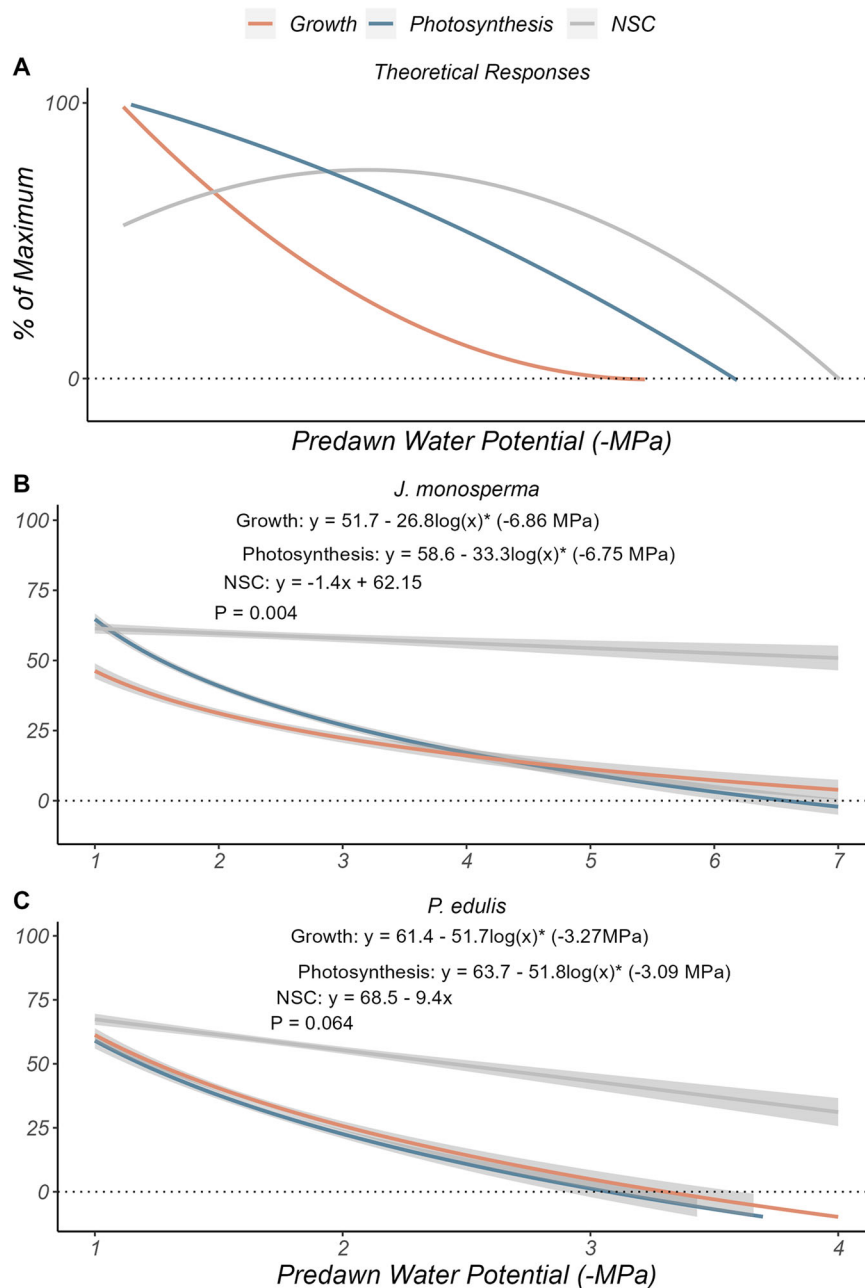 Growth Photosynthesis NSC
A
Theoretical Responses
100
% of Maximum
0
Predawn Water Potential (-MPa)
B
J. monosperma
Growth: y = 51.7 - 26.8log(x)* (-6.86 MPa)
Photosynthesis: y = 58.6 - 33.3log(x)* (-6.75 MPa)
NSC: y = -1.4x + 62.15
P = 0.004
100
75
50
25
0
1 2 3 4 5 6 7
C
P. edulis
Growth: y = 61.4 - 51.7log(x)* (-3.27MPa)
Photosynthesis: y = 63.7 - 51.8log(x)* (-3.09 MPa)
NSC: y = 68.5 - 9.4x
P = 0.064
100
75
50
25
0
1 2 3 4
Predawn Water Potential (-MPa)